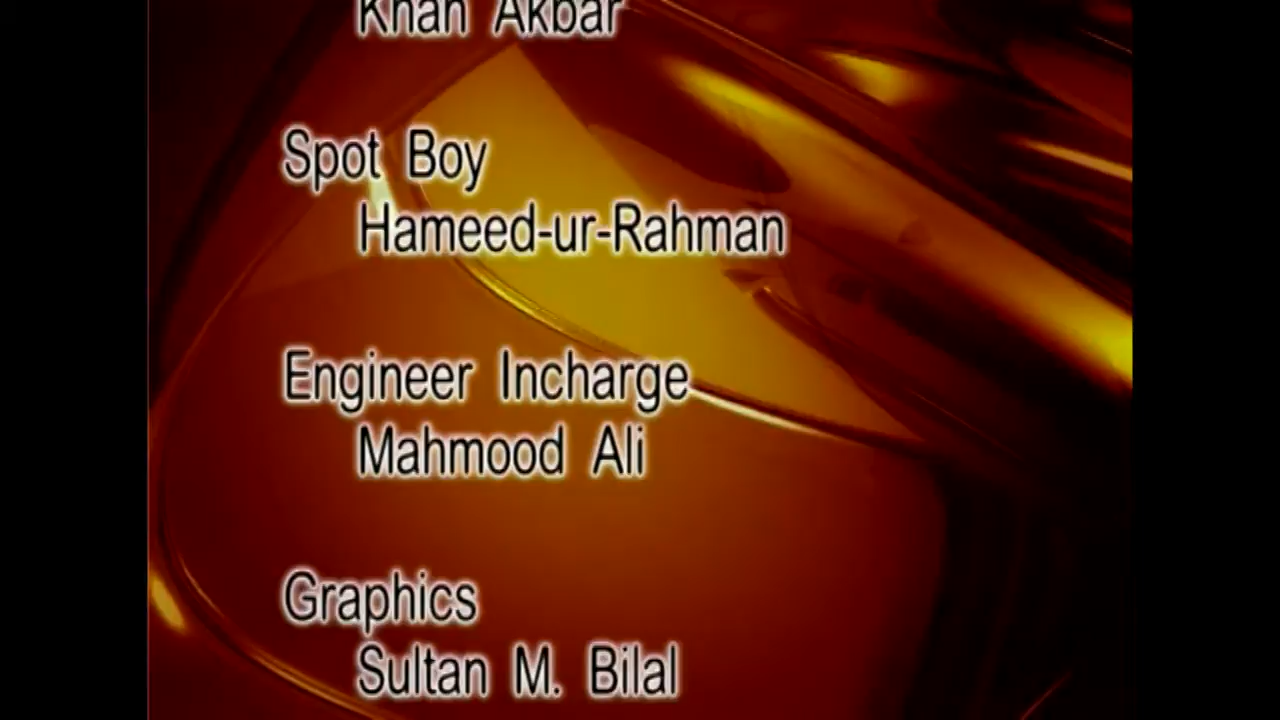 Khan Akbar
Spot Boy
Hameed-ur-Rahman
Engineer Incharge
Mahmood Ali
Graphics
Sultan M. Bilal